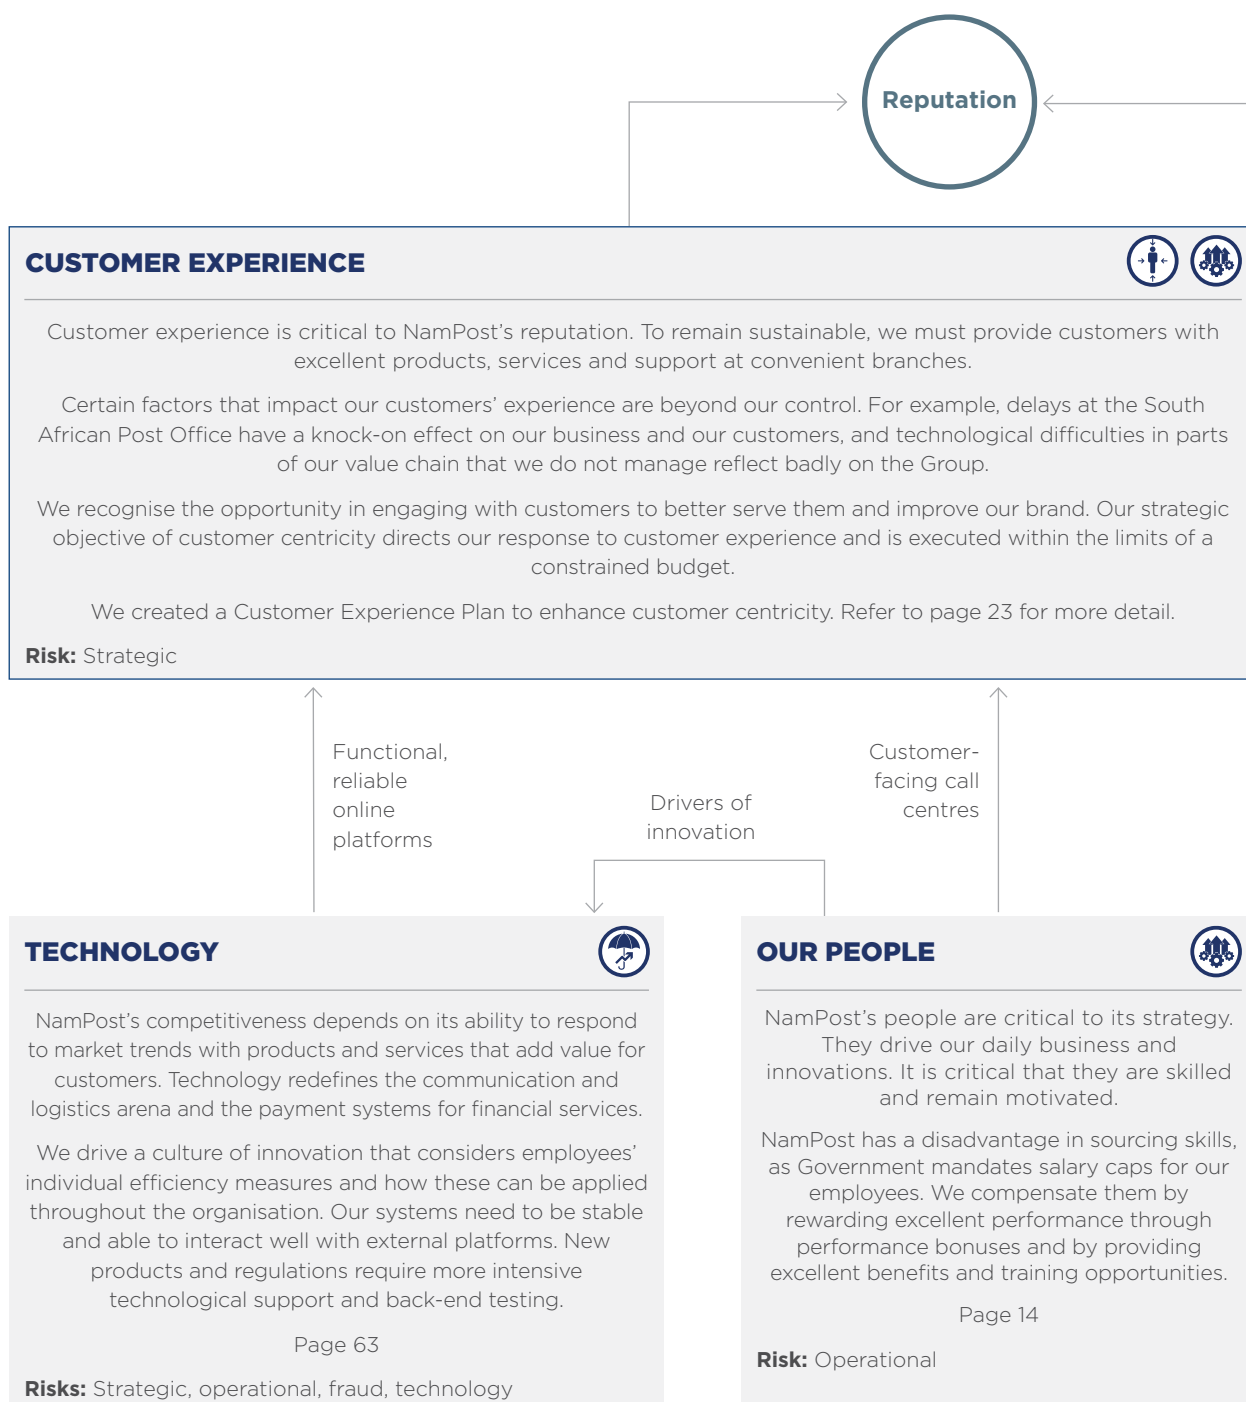 Reputation
CUSTOMER EXPERIENCE
Customer experience is critical to NamPost’s reputation. To remain sustainable, we must provide customers with
excellent products, services and support at convenient branches.
Certain factors that impact our customers’ experience are beyond our control. For example, delays at the South
African Post Office have a knock-on effect on our business and our customers, and technological difficulties in parts
of our value chain that we do not manage reflect badly on the Group.
We recognise the opportunity in engaging with customers to better serve them and improve our brand. Our strategic
objective of customer centricity directs our response to customer experience and is executed within the limits of a
constrained budget.
We created a Customer Experience Plan to enhance customer centricity. Refer to page 23 for more detail.
Risk: Strategic
Functional,
reliable
online
platforms
Drivers of
innovation
Customer-
facing call
centres
TECHNOLOGY
NamPost’s competitiveness depends on its ability to respond
to market trends with products and services that add value for
customers. Technology redefines the communication and
logistics arena and the payment systems for financial services.
We drive a culture of innovation that considers employees’
individual efficiency measures and how these can be applied
throughout the organisation. Our systems need to be stable
and able to interact well with external platforms. New
products and regulations require more intensive
technological support and back-end testing.
Page 63
Risks: Strategic, operational, fraud, technology
OUR PEOPLE
NamPost’s people are critical to its strategy.
They drive our daily business and
innovations. It is critical that they are skilled
and remain motivated.
NamPost has a disadvantage in sourcing skills,
as Government mandates salary caps for our
employees. We compensate them by
rewarding excellent performance through
performance bonuses and by providing
excellent benefits and training opportunities.
Page 14
Risk: Operational